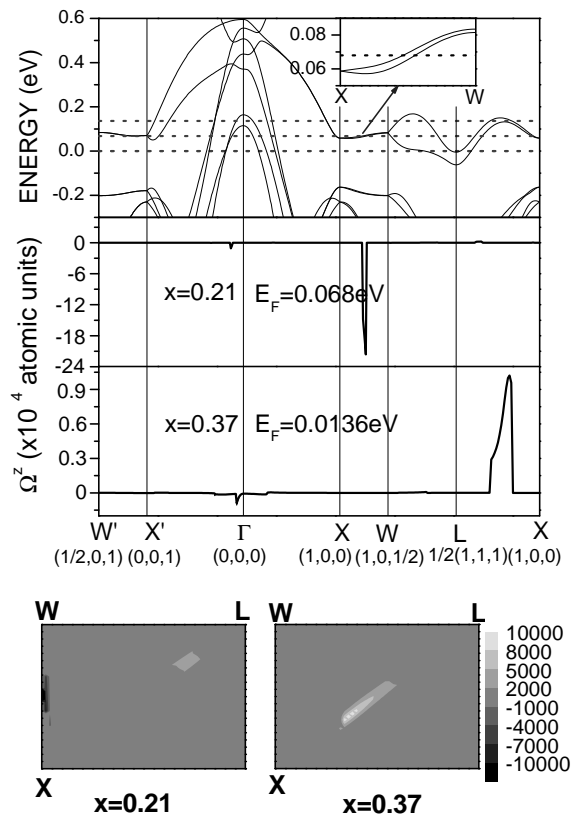 ENERGY (eV)
0.6
0.4
0.2
0.0
-0.2
0.08
0.06
X W
Ω^z (x10^4 atomic units)
0
-6
-12
-18
-24
x=0.21 E_F=0.068eV
0.9
0.6
0.3
0
x=0.37 E_F=0.0136eV
W' X' Γ X W L X
(1/2,0,1) (0,0,1) (0,0,0) (1,0,0) (1,0,1/2) 1/2(1,1,1) (1,0,0)
W L W L
10000
8000
5000
2000
-1000
-4000
-7000
-10000
X X
x=0.21 x=0.37